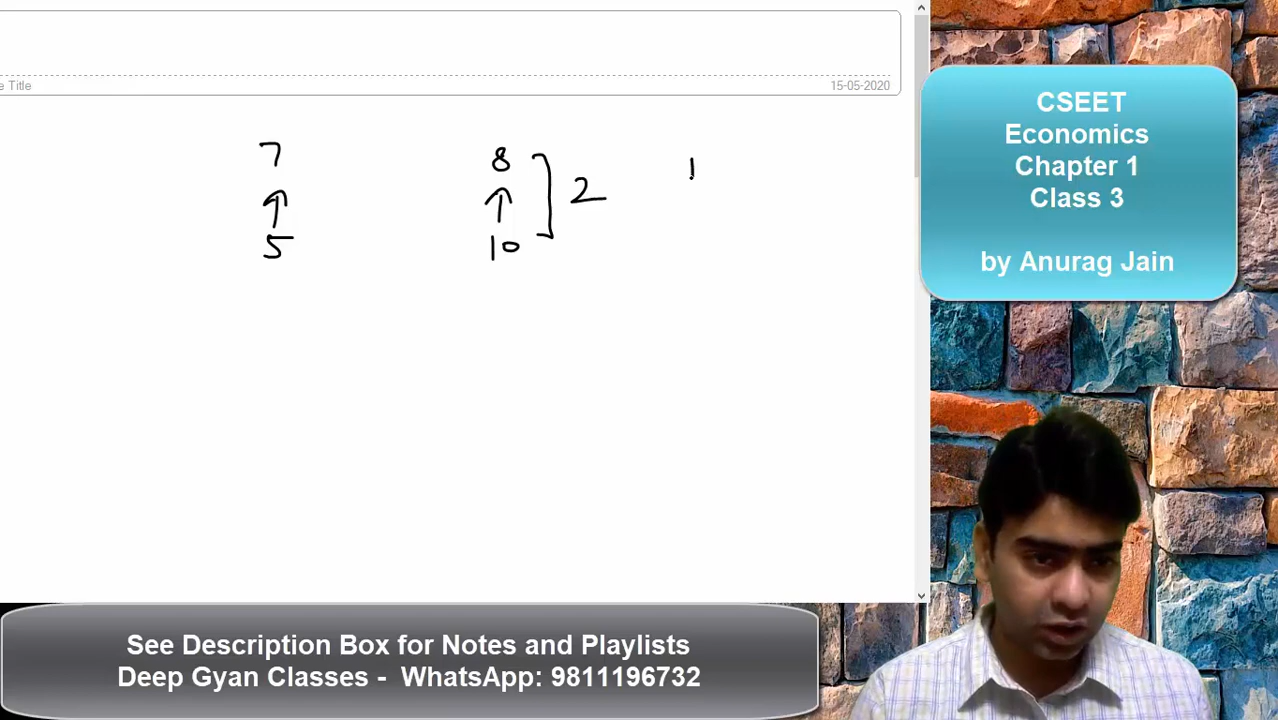 e Title
15-05-2020
7
8
2
1
↑
↑
5
10
CSEET
Economics
Chapter 1
Class 3
by Anurag Jain
See Description Box for Notes and Playlists
Deep Gyan Classes - WhatsApp: 9811196732